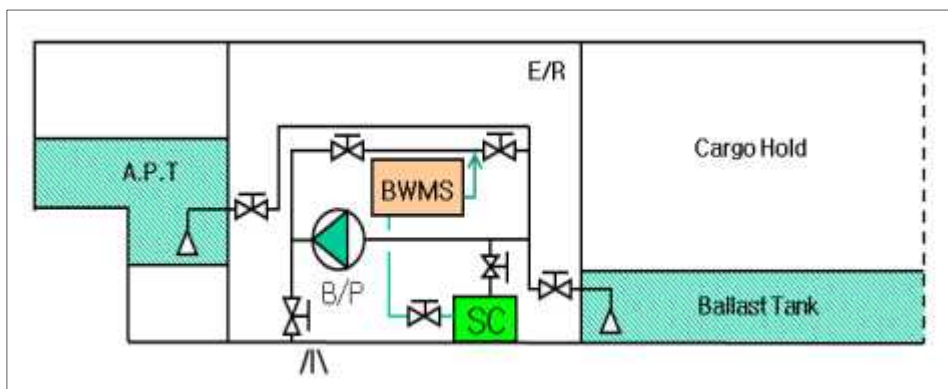 E/R
A.P.T
Cargo Hold
BWMS
B/P
SC
Ballast Tank